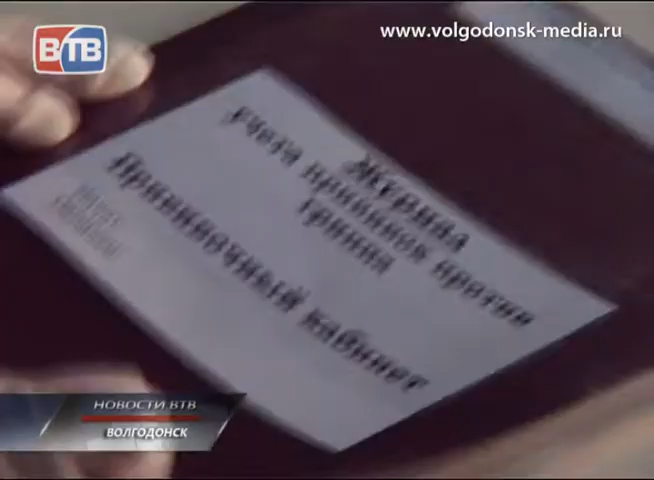 ВТВ
www.volgodonsk-media.ru
Журнал
учета прививок против
гриппа
Прививочный кабинет
НОВОСТИ ВТВ
ВОЛГОДОНСК